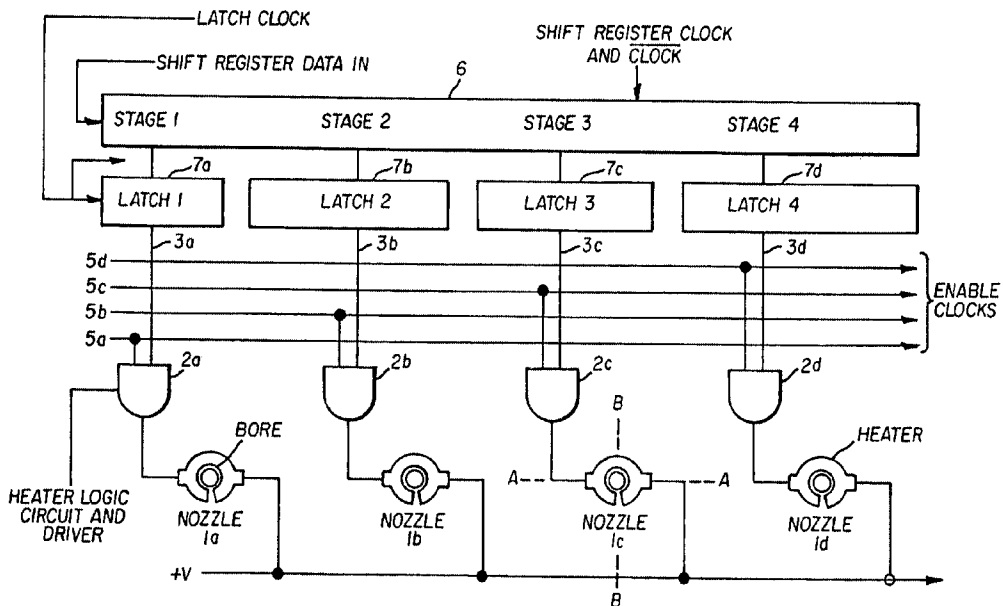 LATCH CLOCK
SHIFT REGISTER DATA IN
SHIFT REGISTER CLOCK
AND CLOCK
6
STAGE 1 STAGE 2 STAGE 3 STAGE 4
7a 7b 7c 7d
LATCH 1 LATCH 2 LATCH 3 LATCH 4
3a 3b 3c 3d
5d
5c
5b
5a
ENABLE
CLOCKS
2a 2b 2c 2d
BORE
B
HEATER
A A
HEATER LOGIC
CIRCUIT AND
DRIVER
NOZZLE
1a
NOZZLE
1b
NOZZLE
1c
NOZZLE
1d
+V
B